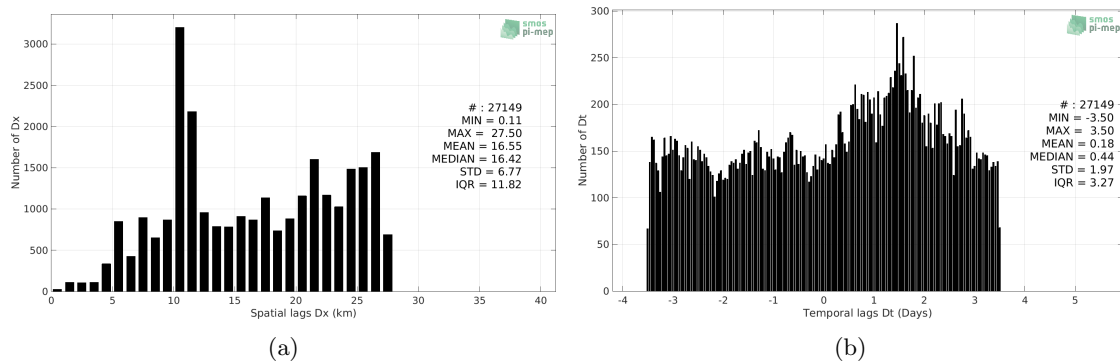 3000
2500
2000
1500
1000
500
0
Number of Dx
0 5 10 15 20 25 30 35 40
Spatial lags Dx (km)
smos
pi-mep
# : 27149
MIN = 0.11
MAX = 27.50
MEAN = 16.55
MEDIAN = 16.42
STD = 6.77
IQR = 11.82
(a)
300
250
200
150
100
50
0
Number of Dt
-4 -3 -2 -1 0 1 2 3 4 5
Temporal lags Dt (Days)
smos
pi-mep
# : 27149
MIN = -3.50
MAX = 3.50
MEAN = 0.18
MEDIAN = 0.44
STD = 1.97
IQR = 3.27
(b)